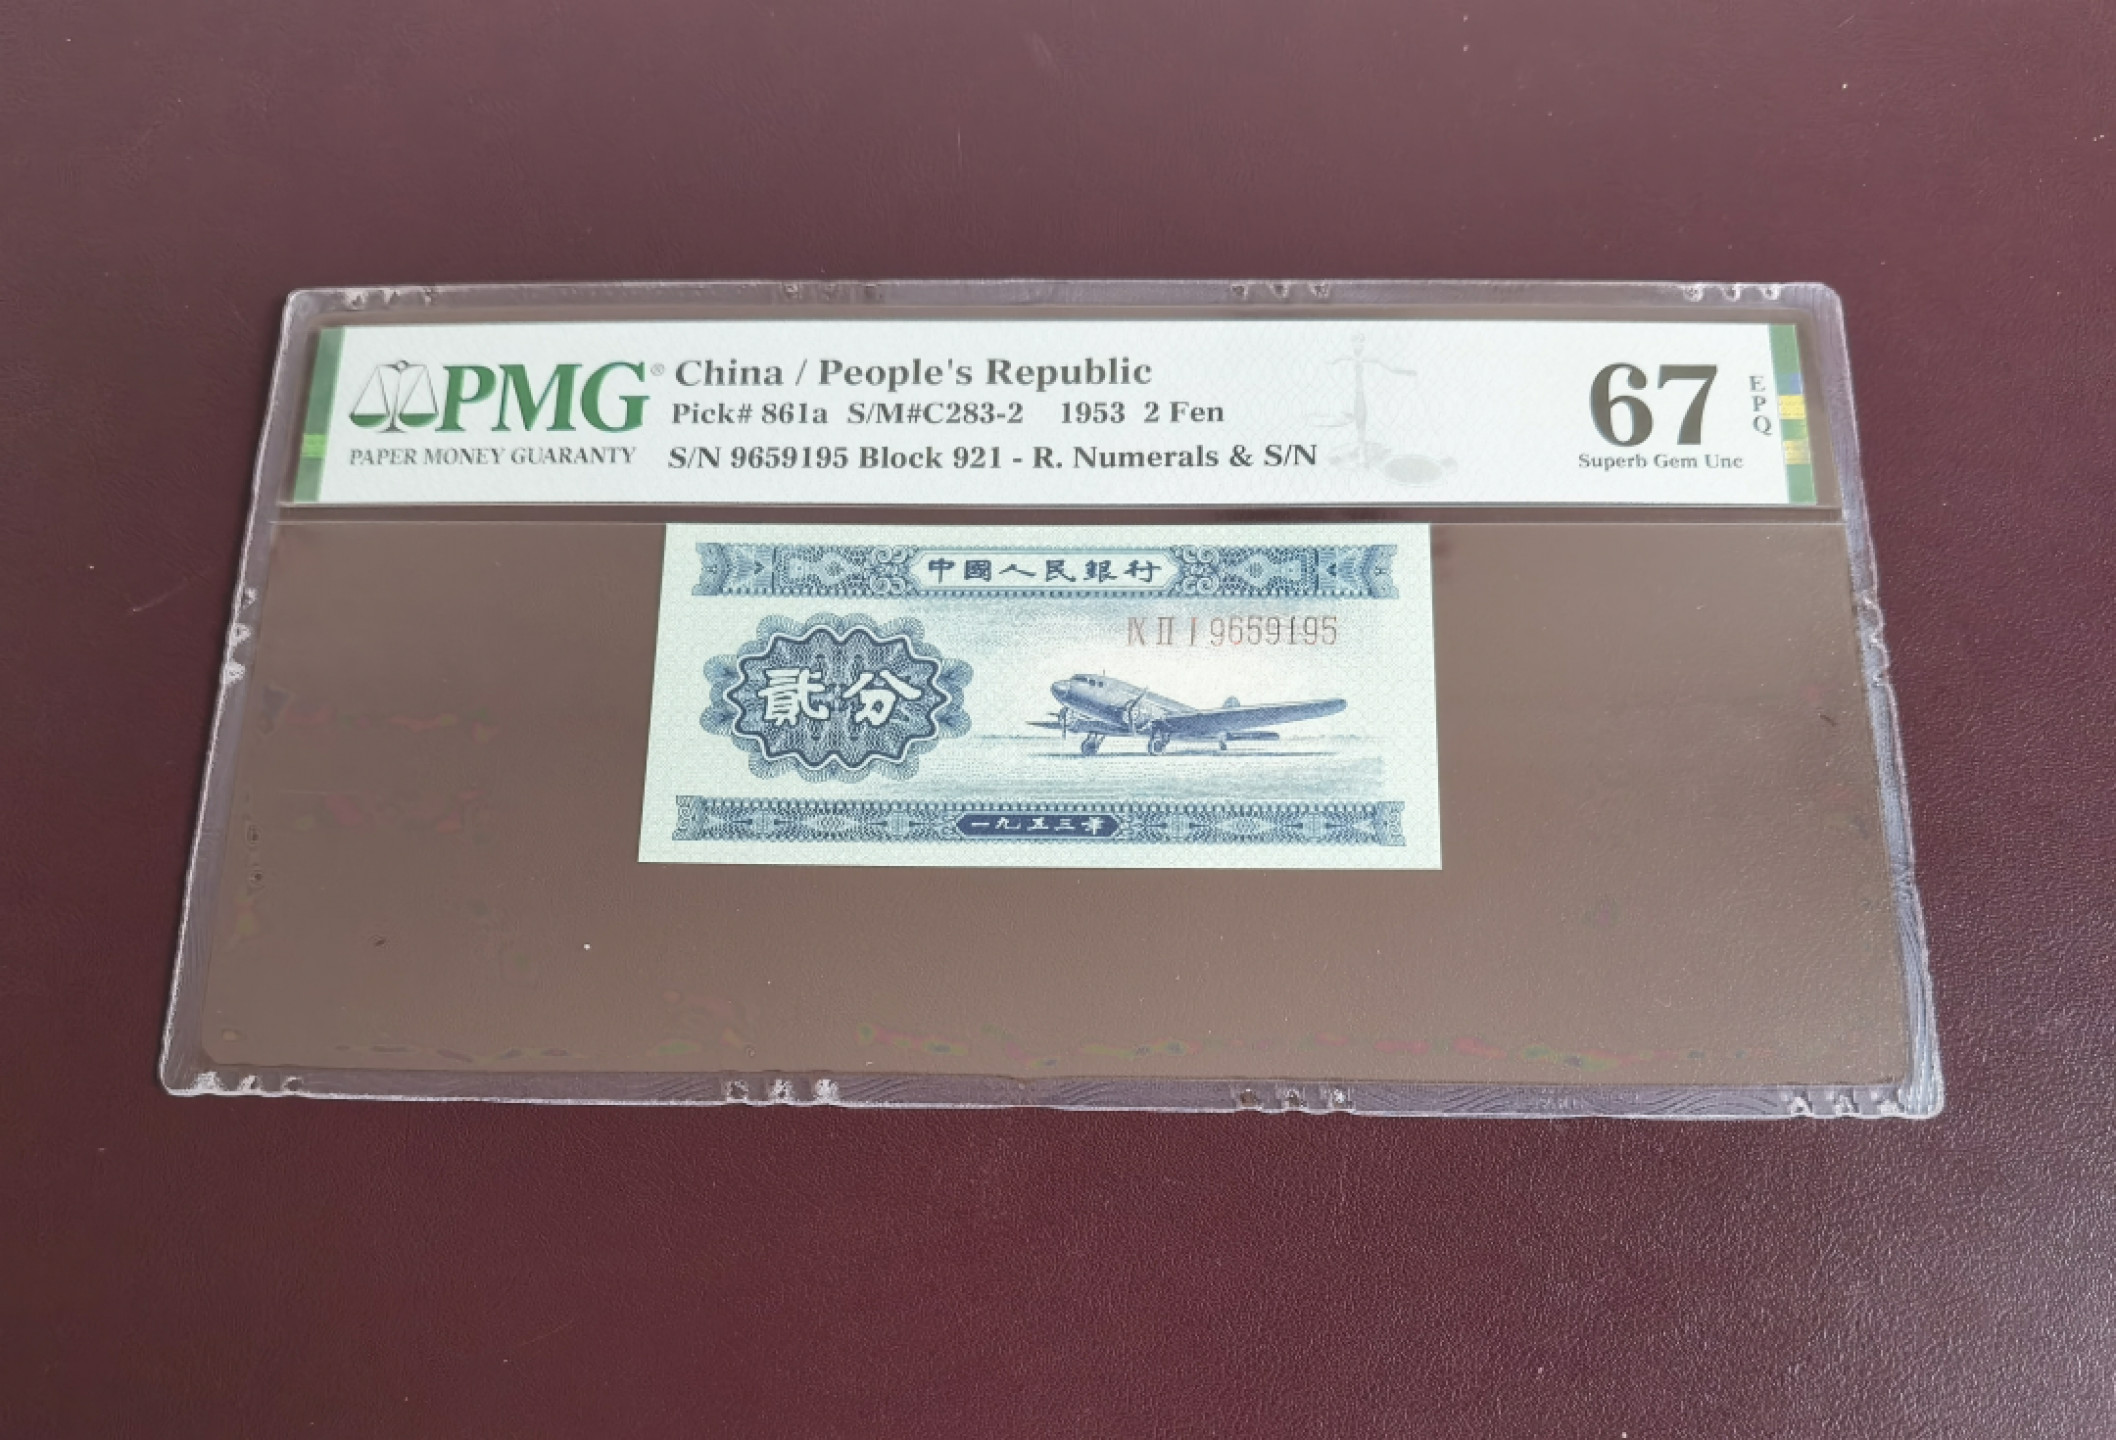 PMG®
PAPER MONEY GUARANTY
China / People's Republic
Pick# 861a S/M#C283-2 1953 2 Fen
S/N 9659195 Block 921 - R. Numerals & S/N
67
EPQ
Superb Gem Unc
中國人民銀行
IX II I 9659195
貳分
一九五三年